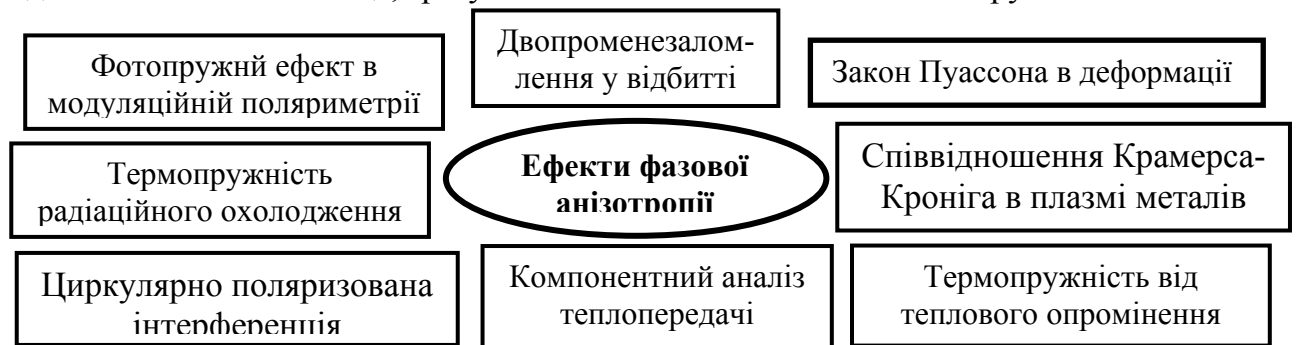 Фотопружнй ефект в
модуляційній поляриметрії
Двопроменезалом-
лення у відбитті
Закон Пуассона в деформації
Термопружність
радіаційного охолодження
Ефекти фазової
анізотропії
Співвідношення Крамерса-
Кроніга в плазмі металів
Циркулярно поляризована
інтерференція
Компонентний аналіз
теплопередачі
Термопружність від
теплового опромінення